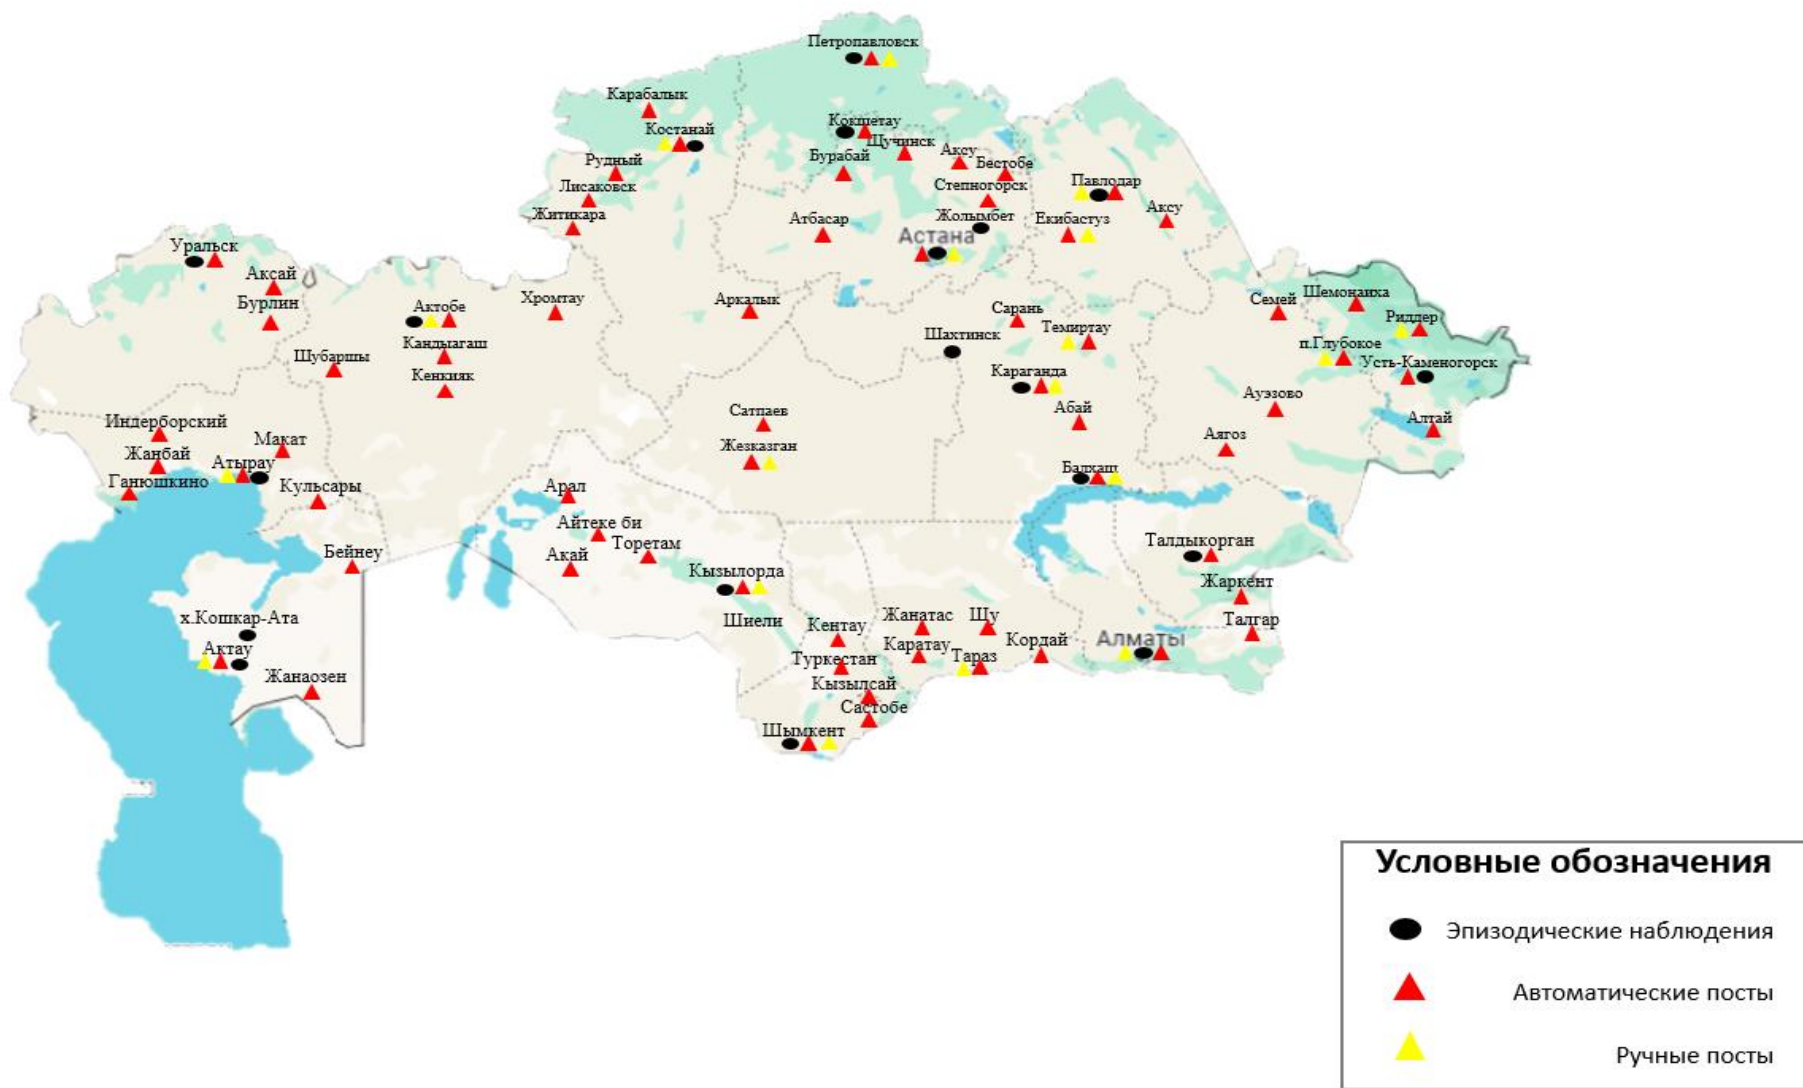 Петропавловск
Карабалык
Костанай
Кокшетау
Щучинск
Аксу
Бурабай
Бестобе
Рудный
Лисаковск
Степногорск
Павлодар
Житикара
Атбасар
Жолымбет
Екибастуз
Аксу
Астана
Уральск
Аксай
Бурлин
Актобе
Хромтау
Аркалык
Сарань
Семей
Шемонаиха
Риддер
Темиртау
Шахтинск
п.Глубокое
Кандыагаш
Шубаршы
Усть-Каменогорск
Кенкияк
Караганда
Ауэзово
Абай
Сатпаев
Алтай
Индерборский
Макат
Жезказган
Аягоз
Жанбай
Атырау
Балхаш
Ганюшкино
Кульсары
Арал
Айтеке би
Торетам
Талдыкорган
Бейнеу
Акай
Кызылорда
Жаркент
х.Кошкар-Ата
Шиели
Кентау
Жанатас
Шу
Кордай
Алматы
Талгар
Актау
Каратау
Тараз
Туркестан
Жанаозен
Кызылсай
Састобе
Шымкент
Условные обозначения
Эпизодические наблюдения
Автоматические посты
Ручные посты